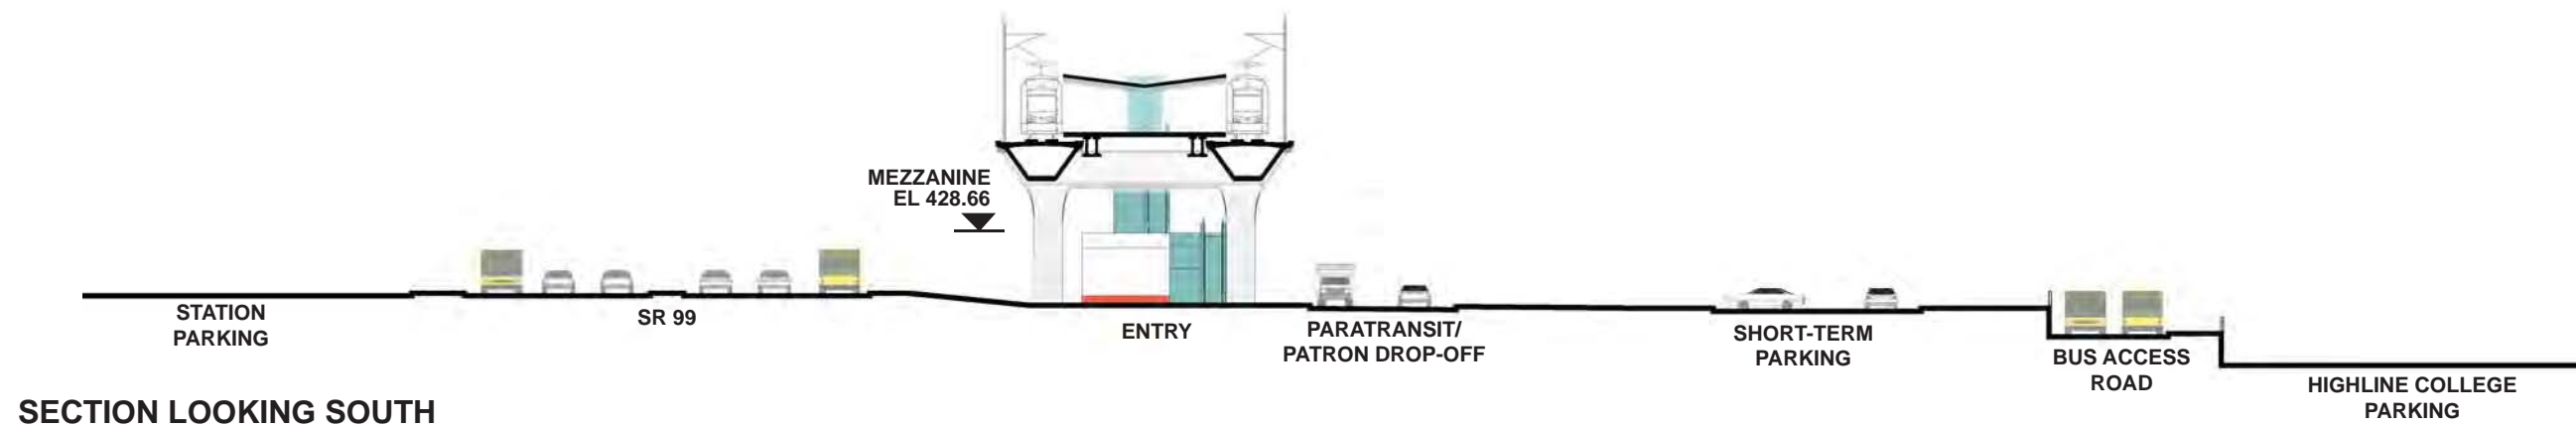 MEZZANINE
EL 428.66
STATION
PARKING
SR 99
ENTRY
PARATRANSIT/
PATRON DROP-OFF
SHORT-TERM
PARKING
BUS ACCESS
ROAD
HIGHLINE COLLEGE
PARKING
SECTION LOOKING SOUTH